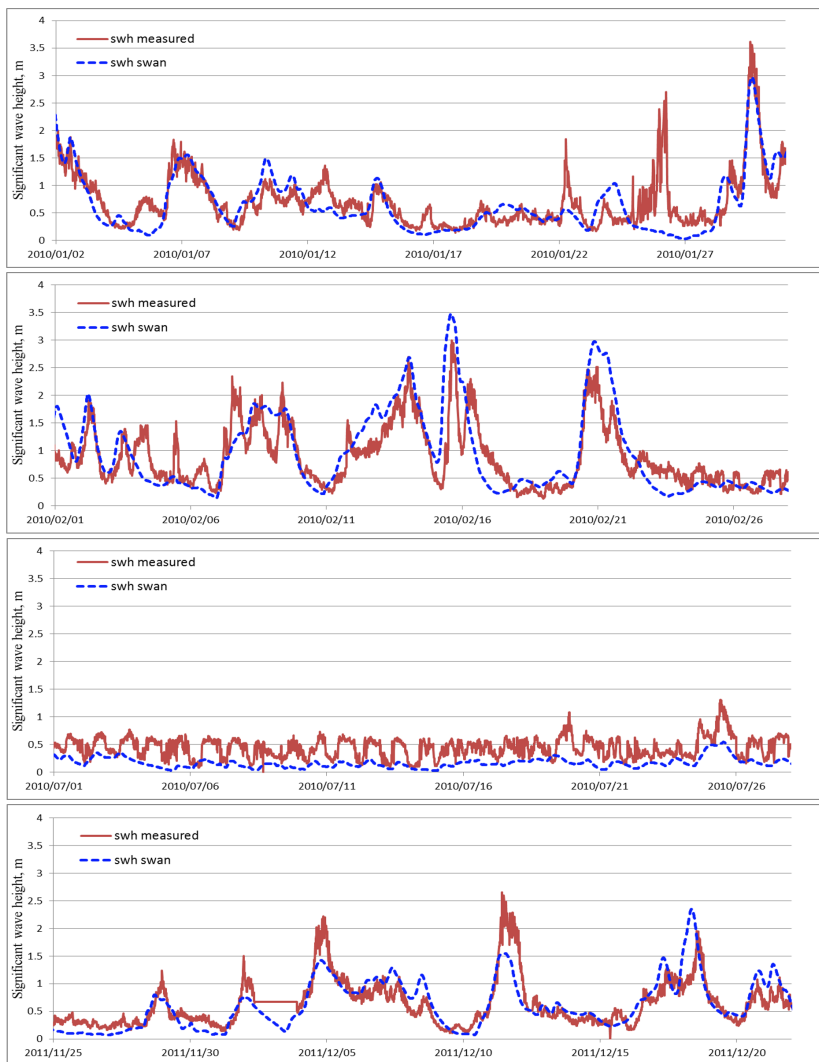 4
3.5
3
2.5
2
1.5
1
0.5
0
Significant wave height, m
swh measured
swh swan
2010/01/02 2010/01/07 2010/01/12 2010/01/17 2010/01/22 2010/01/27
4
3.5
3
2.5
2
1.5
1
0.5
0
Significant wave height, m
swh measured
swh swan
2010/02/01 2010/02/06 2010/02/11 2010/02/16 2010/02/21 2010/02/26
4
3.5
3
2.5
2
1.5
1
0.5
0
Significant wave height, m
swh measured
swh swan
2010/07/01 2010/07/06 2010/07/11 2010/07/16 2010/07/21 2010/07/26
4
3.5
3
2.5
2
1.5
1
0.5
0
Significant wave height, m
swh measured
swh swan
2011/11/25 2011/11/30 2011/12/05 2011/12/10 2011/12/15 2011/12/20